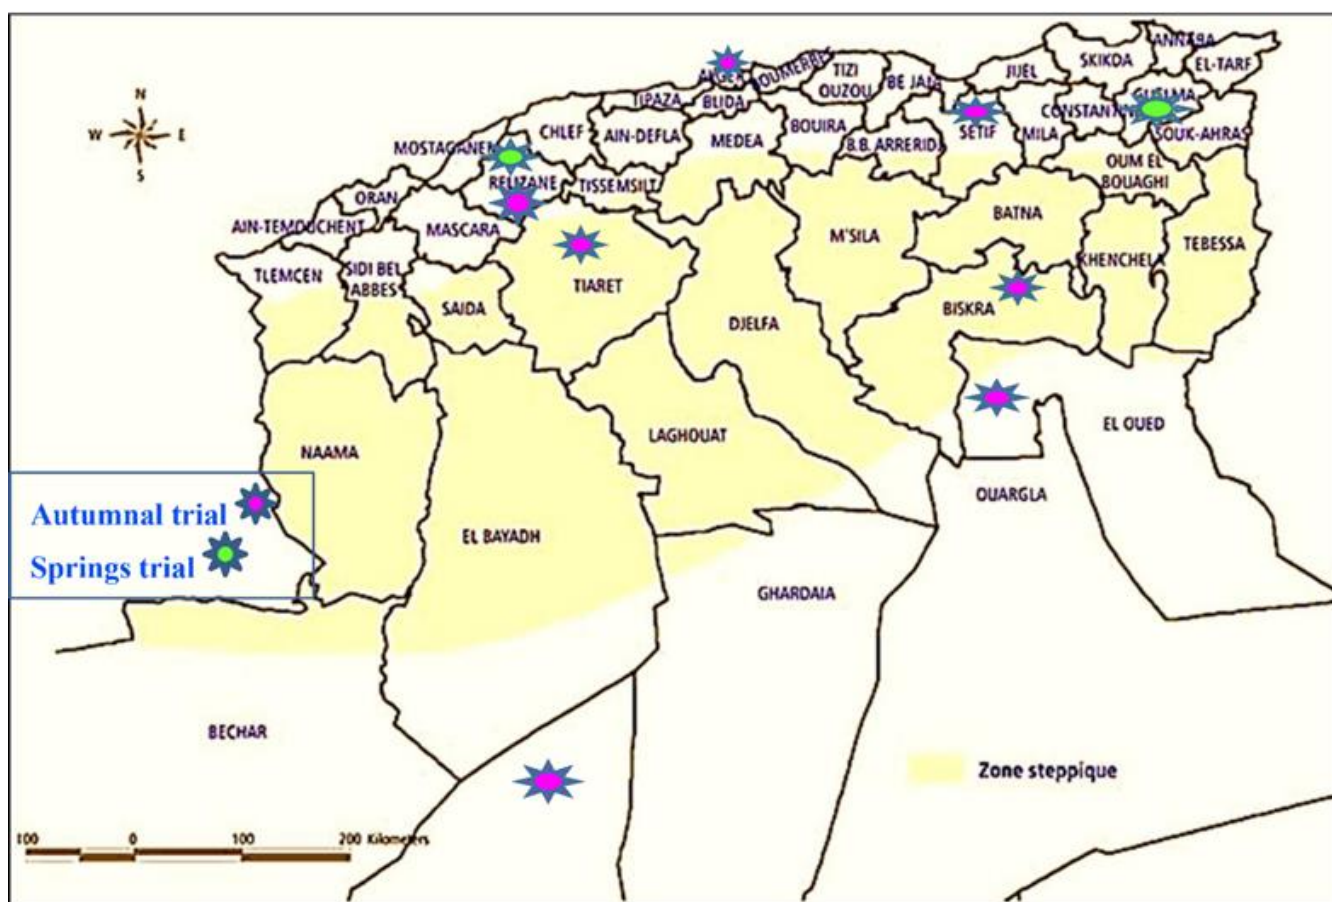 ANNABA
SKIKDA
EL-TARF
JIJEL
TIZI
OUZOU
BEJAIA
BOUMERDES
ALGER
GUELMA
CONSTANTIN
SOUK-AHRAS
MILA
SETIF
TIPAZA
BLIDA
BOUIRA
B.B. ARRERIDJ
CHLEF
AIN-DEFLA
MEDEA
OUM EL
BOUAGHI
MOSTAGANEM
RELIZANE
TISSEMSILT
ORAN
AIN-TEMOUCHENT
MASCARA
BATNA
M'SILA
TEBESSA
KHENCHELA
TLEMCEN
SIDI BEL
ABBES
SAIDA
TIARET
DJELFA
BISKRA
N
W
E
S
NAAMA
LAGHOUAT
EL OUED
OUARGLA
Autumnal trial
Springs trial
EL BAYADH
GHARDAIA
BECHAR
Zone steppique
100 0 100 200 Kilometers